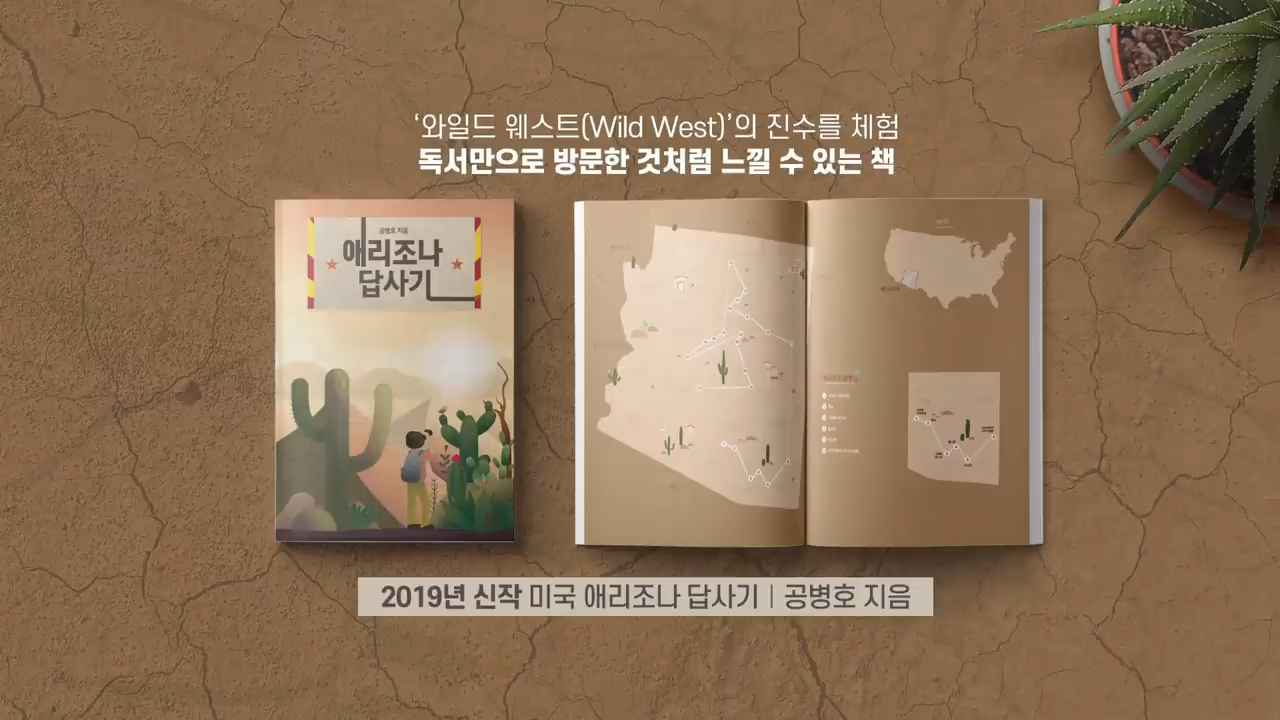 ‘와일드 웨스트(Wild West)’의 진수를 체험
독서만으로 방문한 것처럼 느낄 수 있는 책
공병호 지음
애리조나
답사기
2019년 신작 미국 애리조나 답사기 | 공병호 지음